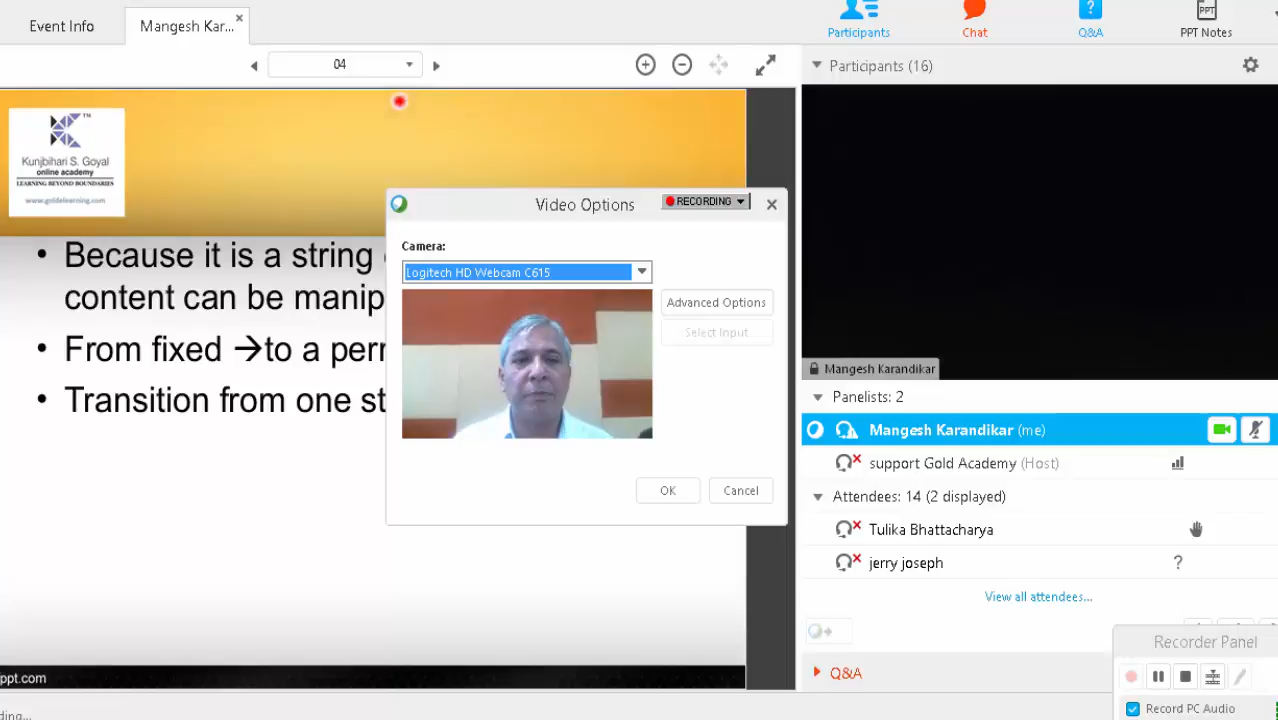 Event Info
Mangesh Kar...
Participants
Chat
Q&A
PPT
PPT Notes
04
Participants (16)
Kunjbihari S. Goyal
online academy
LEARNING BEYOND BOUNDARIES
www.goldelearning.com
TM
Video Options
RECORDING
Camera:
Logitech HD Webcam C615
Advanced Options
Select Input
OK
Cancel
• Because it is a string
content can be manip
• From fixed →to a perr
• Transition from one st
ppt.com
ding...
Mangesh Karandikar
Panelists: 2
Mangesh Karandikar (me)
support Gold Academy (Host)
Attendees: 14 (2 displayed)
Tulika Bhattacharya
jerry joseph
?
View all attendees...
Q&A
Recorder Panel
Record PC Audio